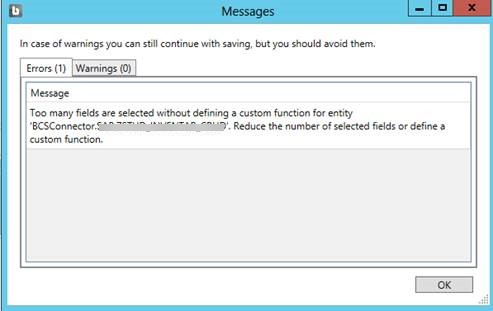 Messages
In case of warnings you can still continue with saving, but you should avoid them.
Errors (1)
Warnings (0)
Message
Too many fields are selected without defining a custom function for entity
'BCSConnector. Reduce the number of selected fields or define a
custom function.
OK